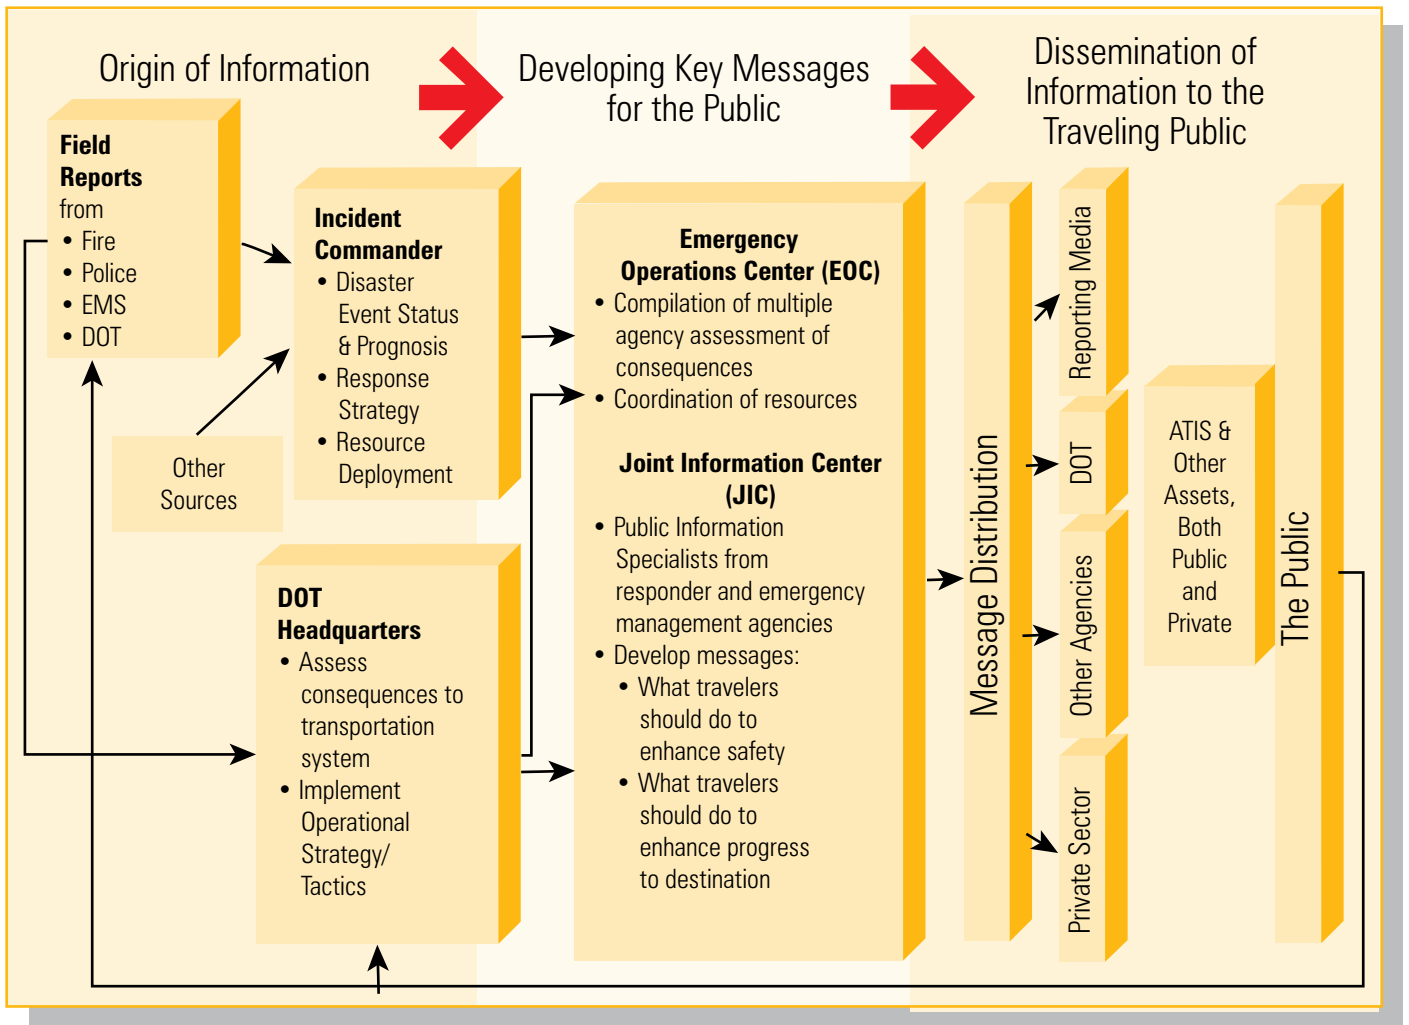 Origin of Information
Developing Key Messages
for the Public
Dissemination of
Information to the
Traveling Public
Field
Reports
from
• Fire
• Police
• EMS
• DOT
Other
Sources
Incident
Commander
• Disaster
Event Status
& Prognosis
• Response
Strategy
• Resource
Deployment
DOT
Headquarters
• Assess
consequences to
transportation
system
• Implement
Operational
Strategy/
Tactics
Emergency
Operations Center (EOC)
• Compilation of multiple
agency assessment of
consequences
• Coordination of resources
Joint Information Center
(JIC)
• Public Information
Specialists from
responder and emergency
management agencies
• Develop messages:
• What travelers
should do to
enhance safety
• What travelers
should do to
enhance progress
to destination
Message Distribution
Reporting Media
DOT
Other Agencies
Private Sector
ATIS &
Other
Assets,
Both
Public
and
Private
The Public